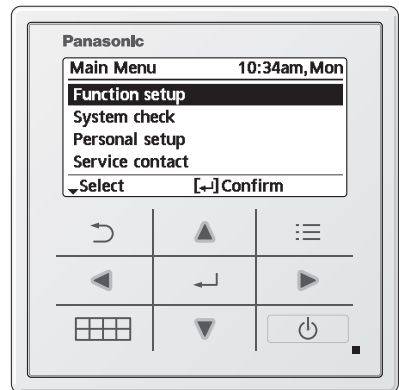 Panasonic
Main Menu 10:34am, Mon
Function setup
System check
Personal setup
Service contact
Select [↵] Confirm